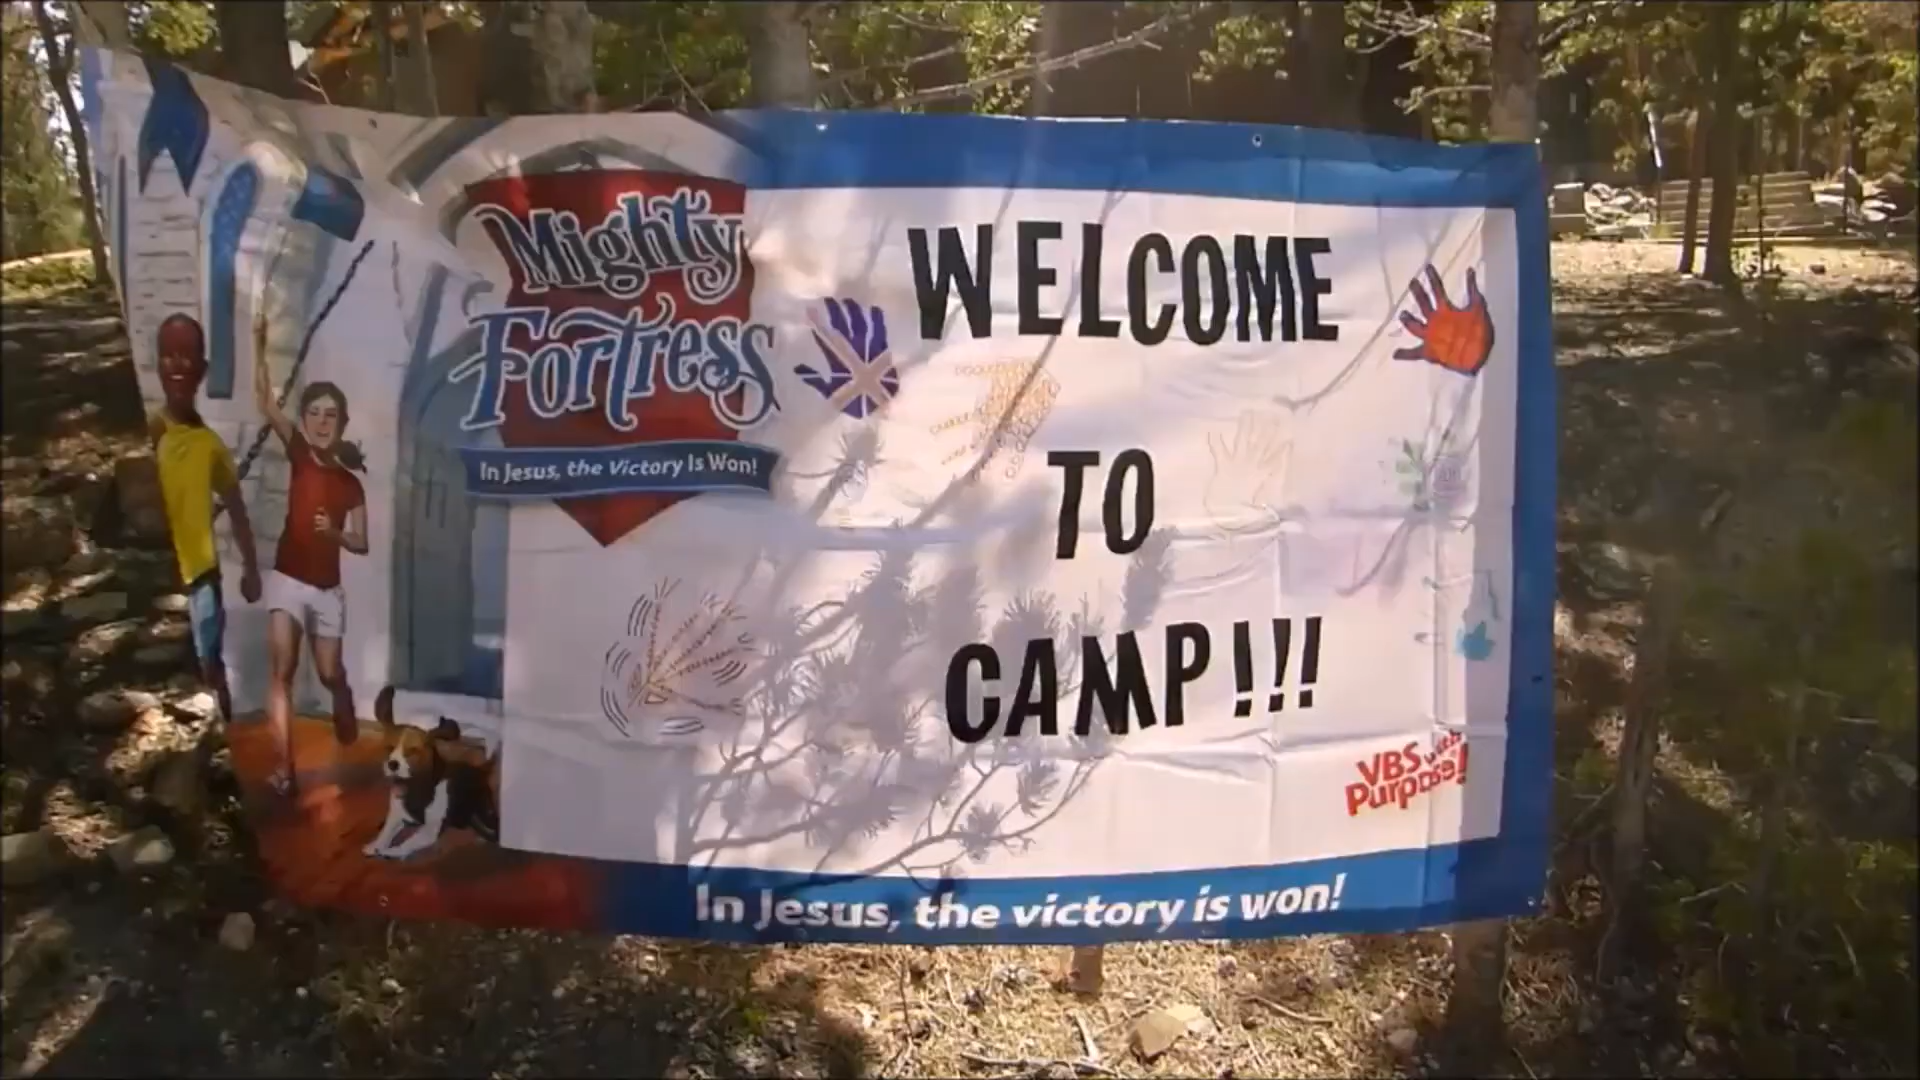 Mighty
Fortress
In Jesus, the Victory Is Won!
WELCOME
TO
CAMP!!!
VBS with
Purpose!
In Jesus, the victory is won!